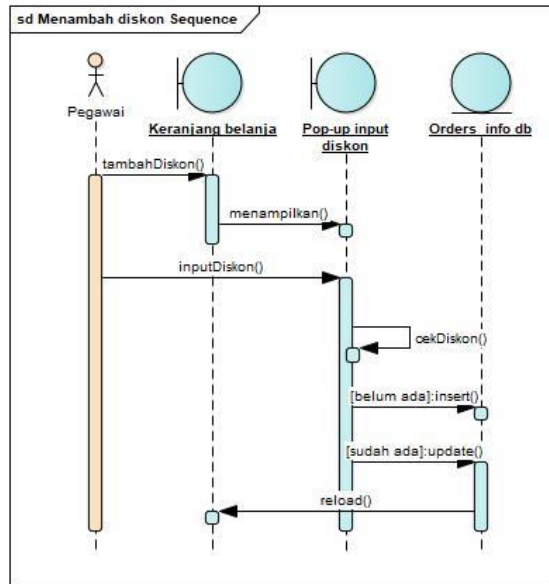 sd Menambah diskon Sequence
Pegawai
Keranjang belanja
Pop-up input
diskon
Orders_info db
tambahDiskon()
menampilkan()
inputDiskon()
cekDiskon()
[belum ada]:insert()
[sudah ada]:update()
reload()